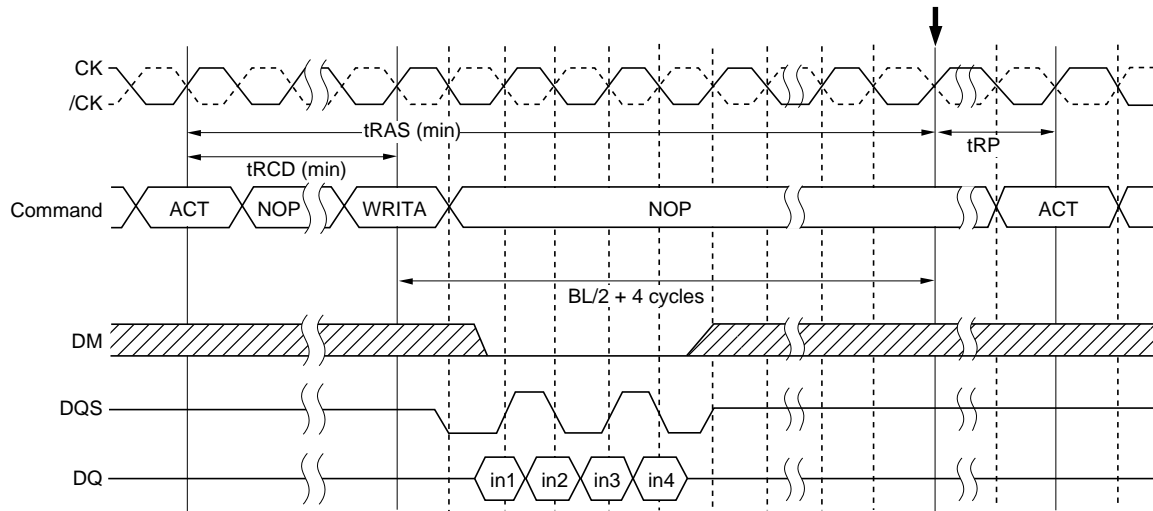 CK
/CK
tRAS (min)
tRP
tRCD (min)
Command ACT NOP WRITA NOP ACT
BL/2 + 4 cycles
DM
DQS
DQ in1 in2 in3 in4